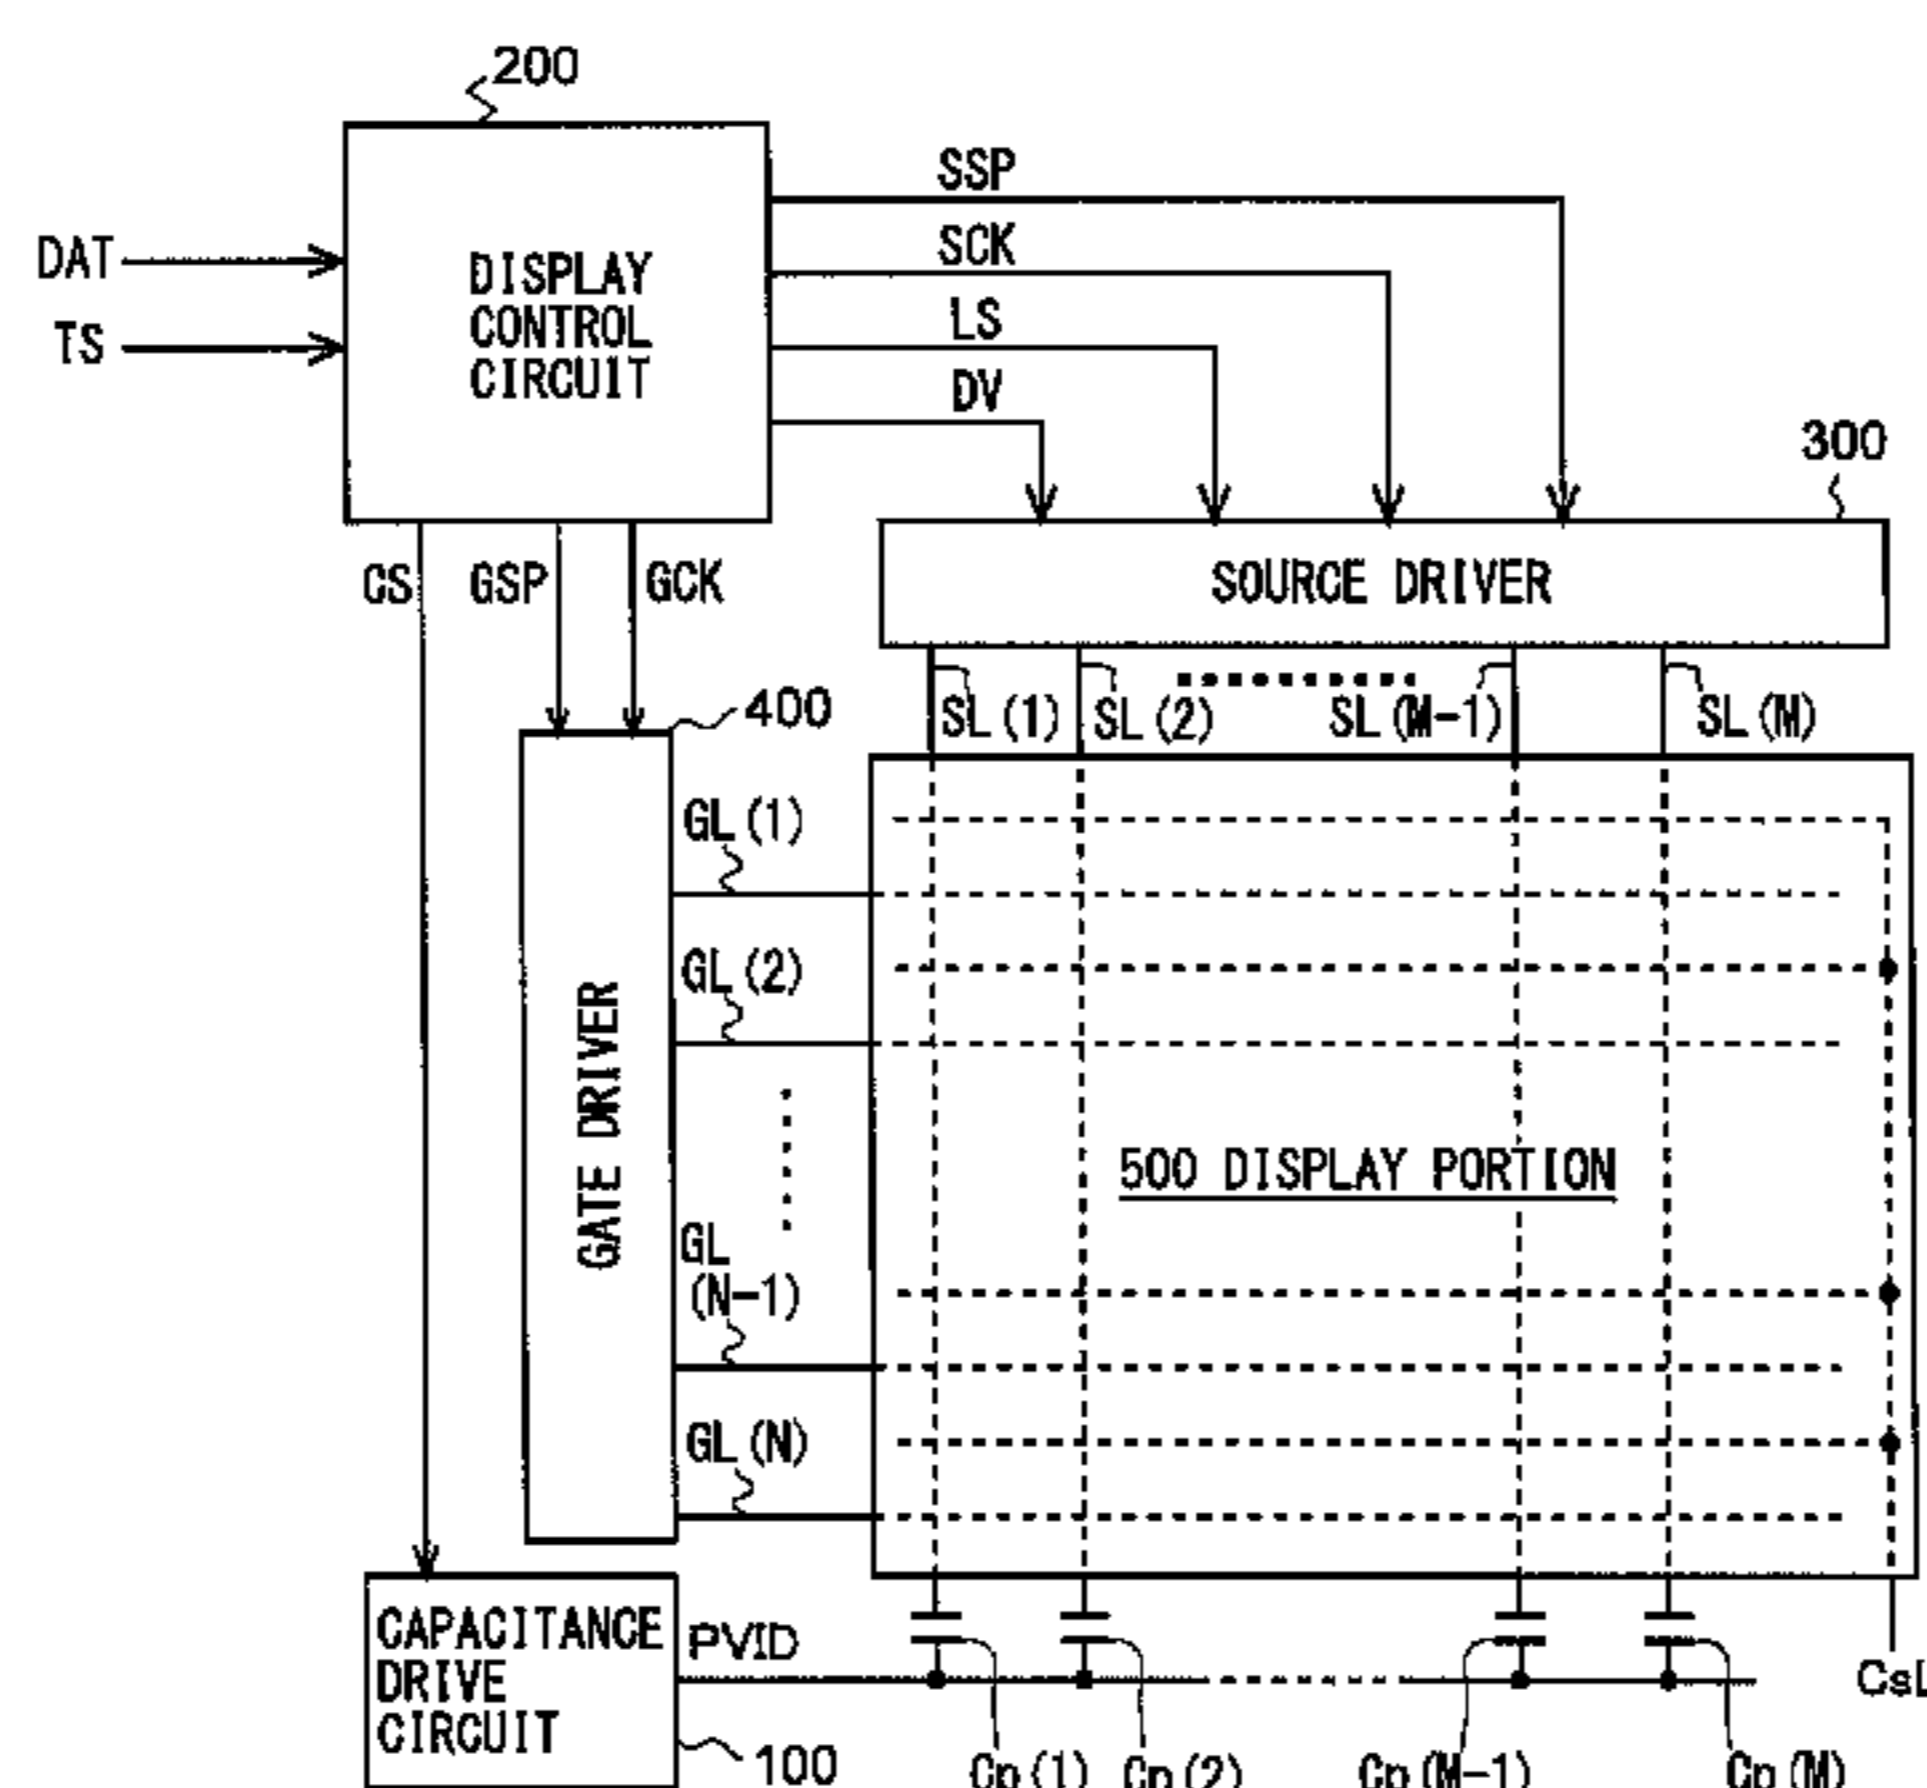 200
SSP
SCK
LS
DV
DAT
TS
DISPLAY
CONTROL
CIRCUIT
300
CS
GSP
GCK
SOURCE DRIVER
400
SL(1)
SL(2)
SL(M-1)
SL(M)
GL(1)
GL(2)
GATE DRIVER
500 DISPLAY PORTION
GL
(N-1)
GL(N)
CAPACITANCE
DRIVE
CIRCUIT
PVID
CsL
100
Cp(1)
Cp(2)
Cp(M-1)
Cp(M)